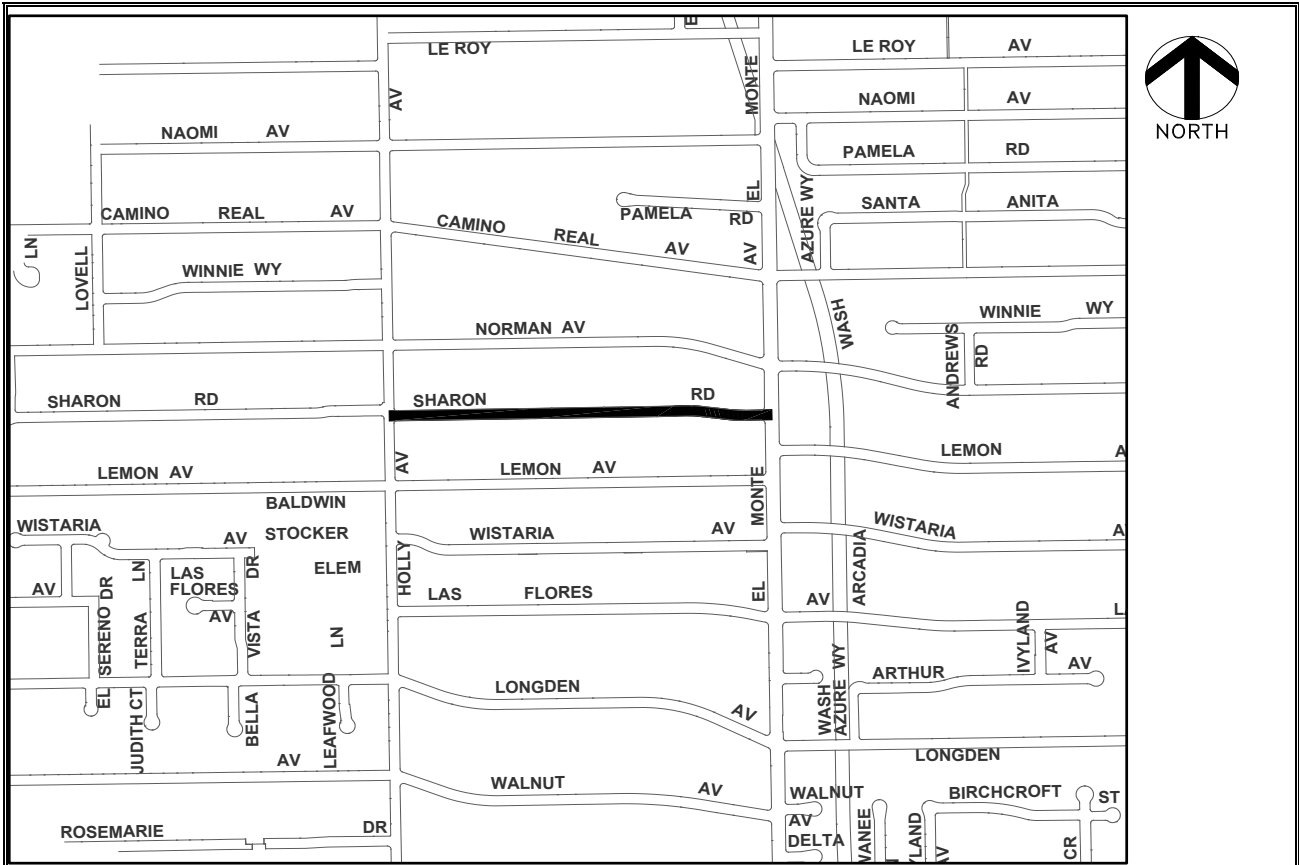 LE ROY
LE ROY AV
AV
MONTE
NAOMI AV
NAOMI AV
NORTH
PAMELA RD
CAMINO REAL AV
CAMINO REAL AV
PAMELA RD
EL
AV
AZURE WY
SANTA ANITA
LN
LOVELL
WINNIE WY
WASH
WINNIE WY
NORMAN AV
ANDREWS RD
SHARON RD
SHARON RD
AV
LEMON AV
LEMON AV
MONTE
LEMON
BALDWIN
STOCKER
ELEM
WISTARIA AV
WISTARIA AV
WISTARIA
HOLLY
ARCADIA
AV
LAS
FLORES
AV
DR
LAS FLORES
EL
AV
EL SERENO DR
TERRA LN
VISTA
LN
IVYLAND AV
ARTHUR AV
WASH
AZURE WY
LONGDEN AV
JUDITH CT
BELLA
LEAFWOOD
AV
LONGDEN
WALNUT AV
WALNUT
AV
DELTA
BIRCHCROFT ST
WANEE
YLAND
AV
CR
ROSEMARIE DR